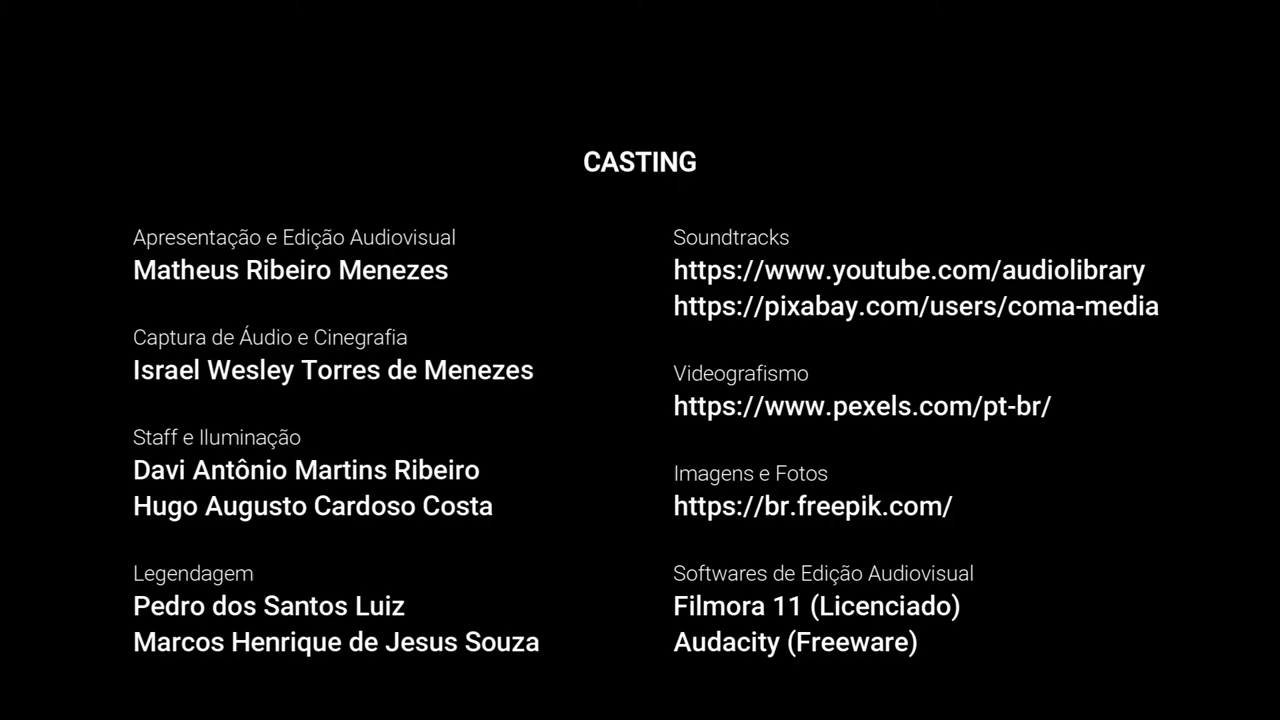 CASTING
Apresentação e Edição Audiovisual
Matheus Ribeiro Menezes
Captura de Áudio e Cinegrafia
Israel Wesley Torres de Menezes
Staff e Iluminação
Davi Antônio Martins Ribeiro
Hugo Augusto Cardoso Costa
Legendagem
Pedro dos Santos Luiz
Marcos Henrique de Jesus Souza
Soundtracks
https://www.youtube.com/audiolibrary
https://pixabay.com/users/coma-media
Videografismo
https://www.pexels.com/pt-br/
Imagens e Fotos
https://br.freepik.com/
Softwares de Edição Audiovisual
Filmora 11 (Licenciado)
Audacity (Freeware)